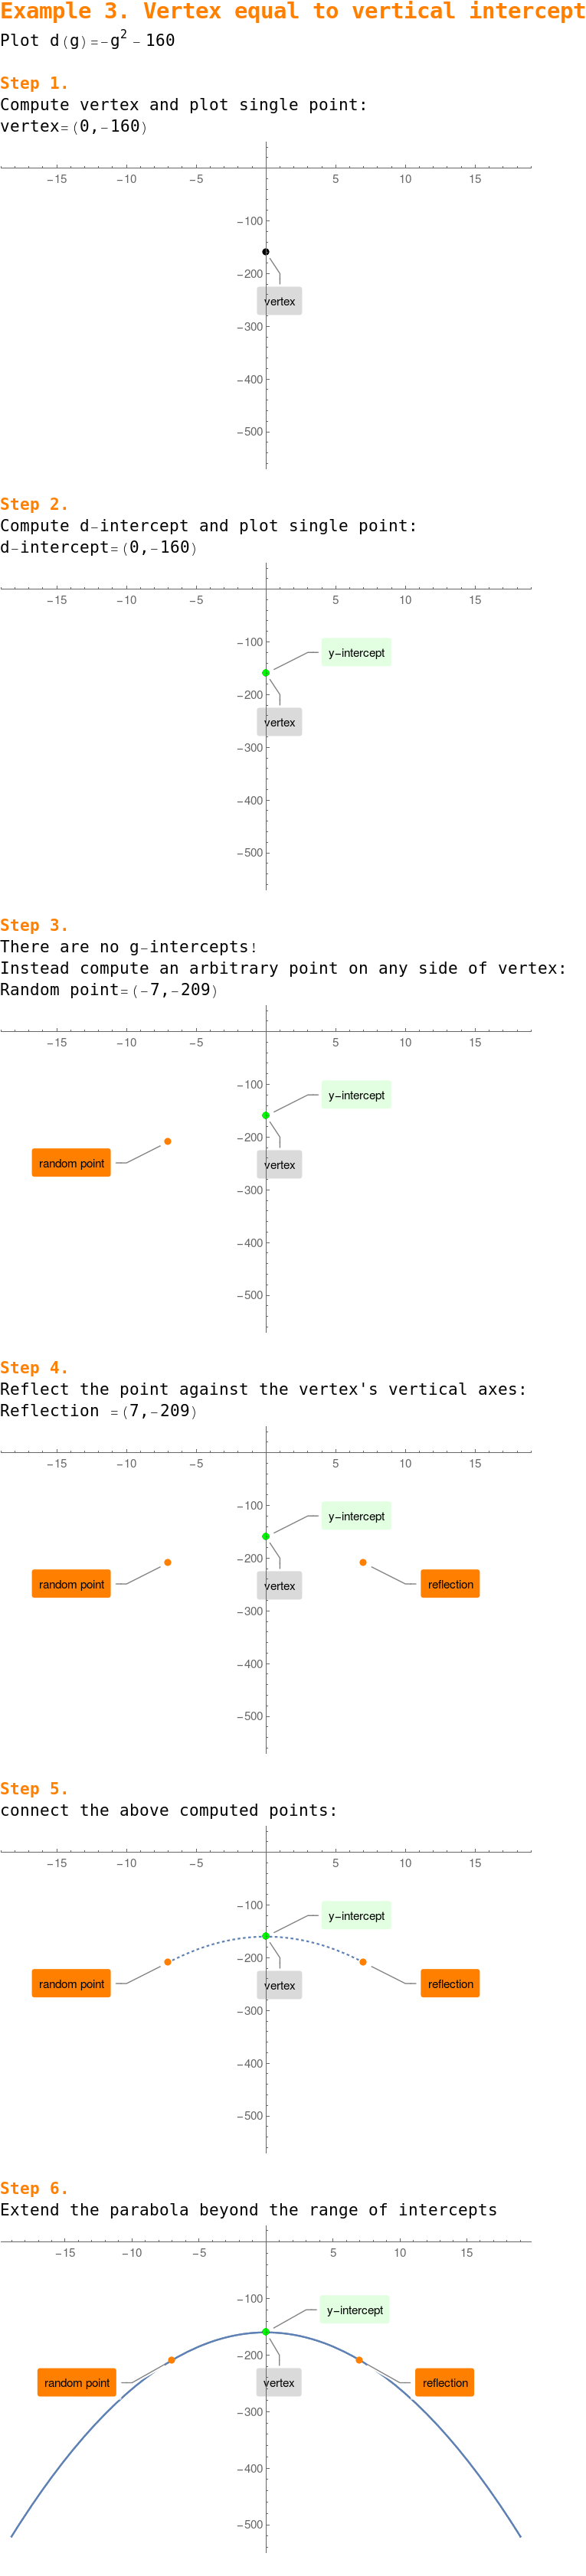 Example 3. Vertex equal to vertical intercept
Plot d(g)=-g² - 160
Step 1.
Compute vertex and plot single point:
vertex=(0,-160)
-15 -10 -5 5 10 15
-100
-200
vertex
-300
-400
-500
Step 2.
Compute d-intercept and plot single point:
d-intercept=(0,-160)
-15 -10 -5 5 10 15
-100
y-intercept
-200
vertex
-300
-400
-500
Step 3.
There are no g-intercepts!
Instead compute an arbitrary point on any side of vertex:
Random point=(-7,-209)
-15 -10 -5 5 10 15
-100
y-intercept
-200
random point vertex
-300
-400
-500
Step 4.
Reflect the point against the vertex's vertical axes:
Reflection =(7,-209)
-15 -10 -5 5 10 15
-100
y-intercept
-200
random point vertex reflection
-300
-400
-500
Step 5.
connect the above computed points:
-15 -10 -5 5 10 15
-100
y-intercept
-200
random point vertex reflection
-300
-400
-500
Step 6.
Extend the parabola beyond the range of intercepts
-15 -10 -5 5 10 15
-100
y-intercept
-200
random point vertex reflection
-300
-400
-500